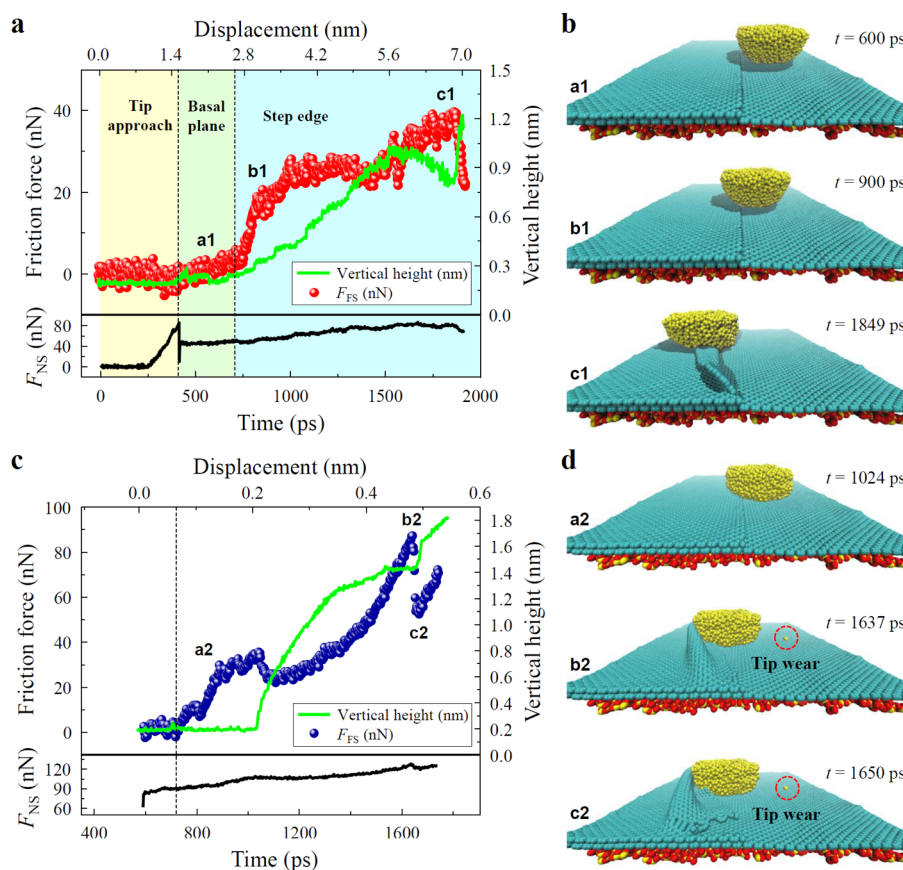 a
Displacement (nm)
0.0 1.4 2.8 4.2 5.6 7.0
Friction force (nN)
40
20
0
Tip approach
Basal plane
Step edge
a1
b1
c1
Vertical height (nm)
F_FS (nN)
1.5
1.2
0.9
0.6
0.3
0.0
Vertical height (nm)
F_NS (nN)
80
40
0
0 500 1000 1500 2000
Time (ps)
b
t = 600 ps
a1
t = 900 ps
b1
t = 1849 ps
c1
c
Displacement (nm)
0.0 0.2 0.4 0.6
Friction force (nN)
100
80
60
40
20
0
a2
b2
c2
Vertical height (nm)
F_FS (nN)
1.8
1.6
1.4
1.2
1.0
0.8
0.6
0.4
0.2
0.0
Vertical height (nm)
F_NS (nN)
120
90
60
400 800 1200 1600
Time (ps)
d
t = 1024 ps
a2
t = 1637 ps
Tip wear
b2
t = 1650 ps
Tip wear
c2